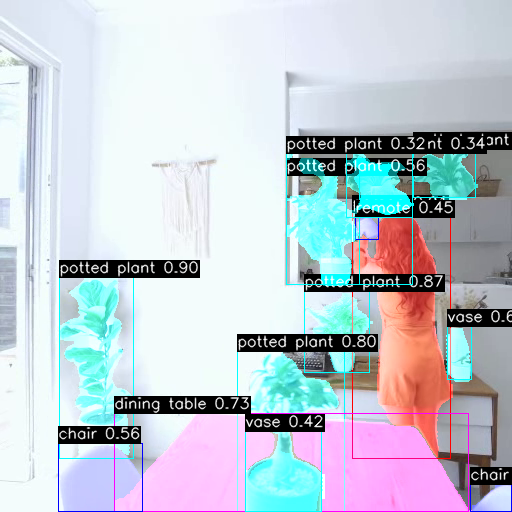 potted plant 0.32
nt 0.34
ant
potted plant 0.56
remote 0.45
potted plant 0.90
potted plant 0.87
vase 0.6
potted plant 0.80
dining table 0.73
vase 0.42
chair 0.56
chair